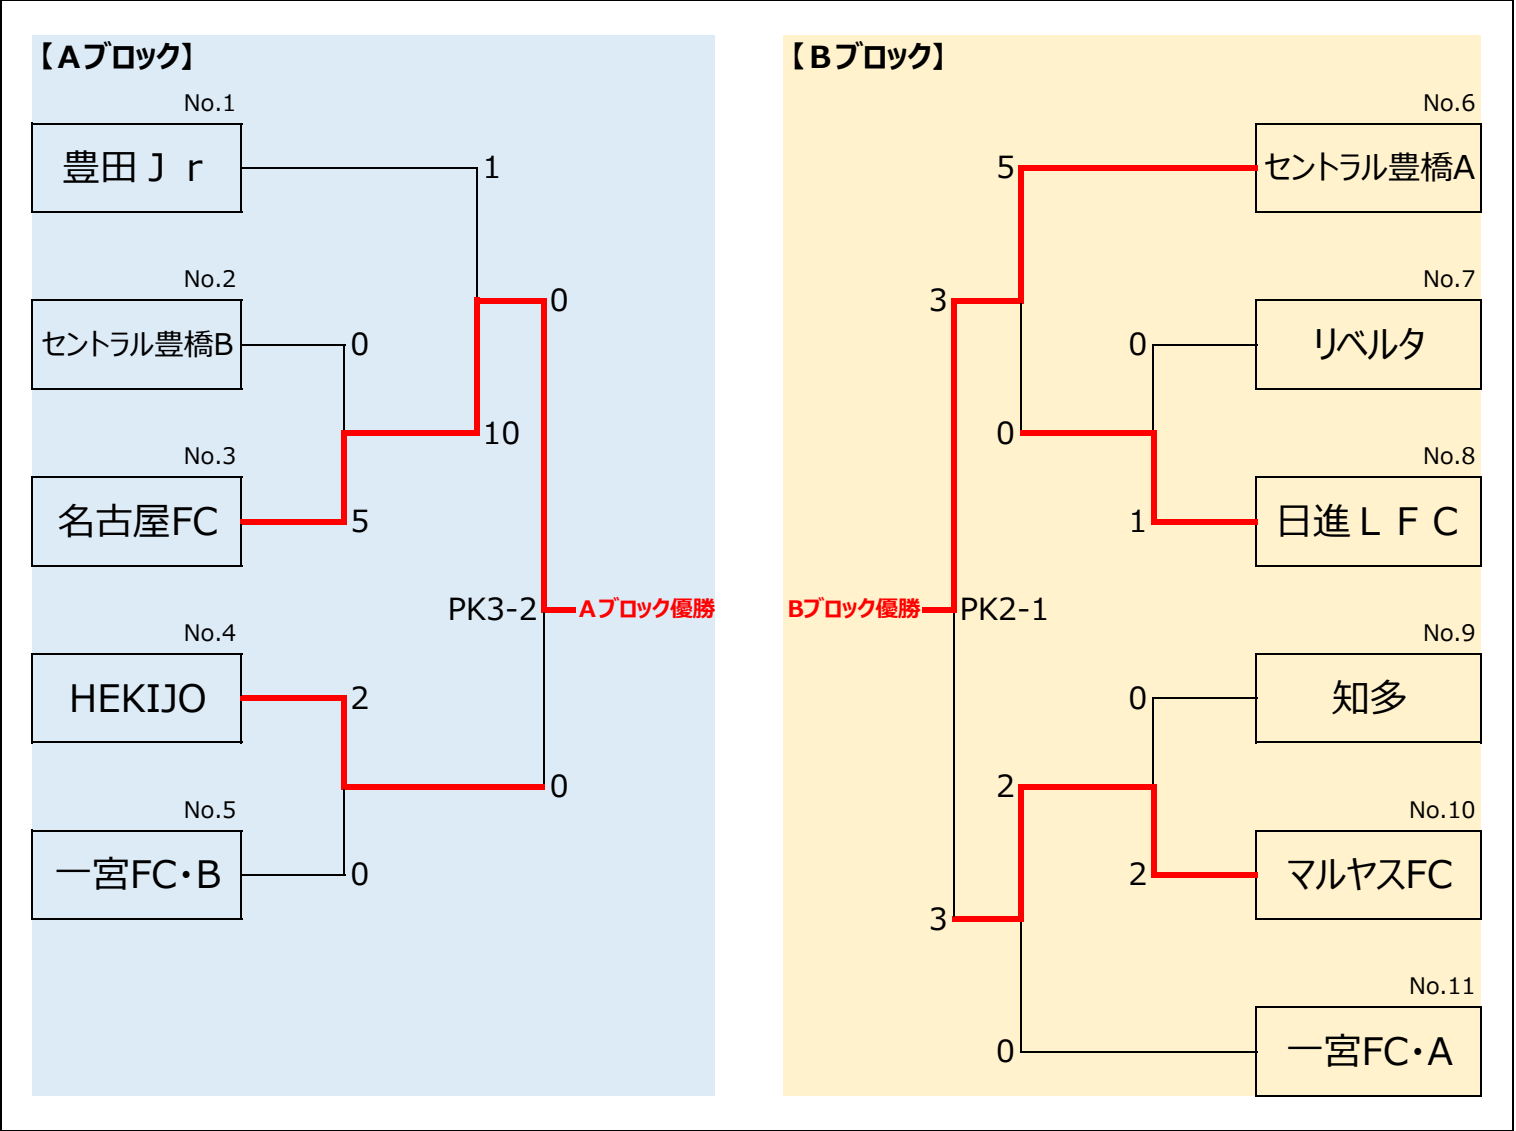 【Aブロック】
No.1
豊田Ｊｒ
1
No.2
セントラル豊橋B
0
0
10
No.3
名古屋FC
5
PK3-2
Aブロック優勝
No.4
HEKIJO
2
0
No.5
一宮FC・B
0
【Bブロック】
No.6
セントラル豊橋A
5
3
No.7
リベルタ
0
0
No.8
日進ＬＦＣ
1
Bブロック優勝
PK2-1
No.9
知多
0
2
No.10
マルヤスFC
2
3
No.11
一宮FC・A
0